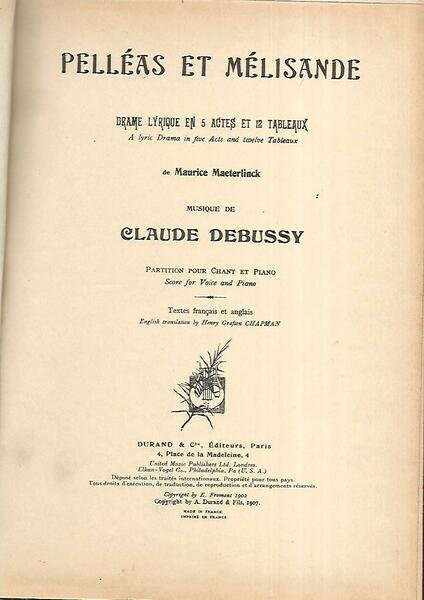 PELLÉAS ET MÉLISANDE
DRAME LYRIQUE EN 5 ACTES ET 12 TABLEAUX
A lyric Drama in five Acts and twelve Tableaux
de Maurice Maeterlinck
MUSIQUE DE
CLAUDE DEBUSSY
PARTITION POUR CHANT ET PIANO
Score for Voice and Piano
Textes français et anglais
English translation by Henry Grafton CHAPMAN
DURAND & Cie, Éditeurs, Paris
4, Place de la Madeleine, 4
United Music Publishers Ltd. Londres.
Elkan-Vogel Co., Philadelphia, Pa (U. S. A.)
Déposé selon les traités internationaux. Propriété pour tous pays.
Tous droits d'exécution, de traduction, de reproduction et d'arrangements réservés.
Copyright by E. Fromont 1902
Copyright by A. Durand & Fils, 1907.
MADE IN FRANCE
IMPRIMÉ EN FRANCE